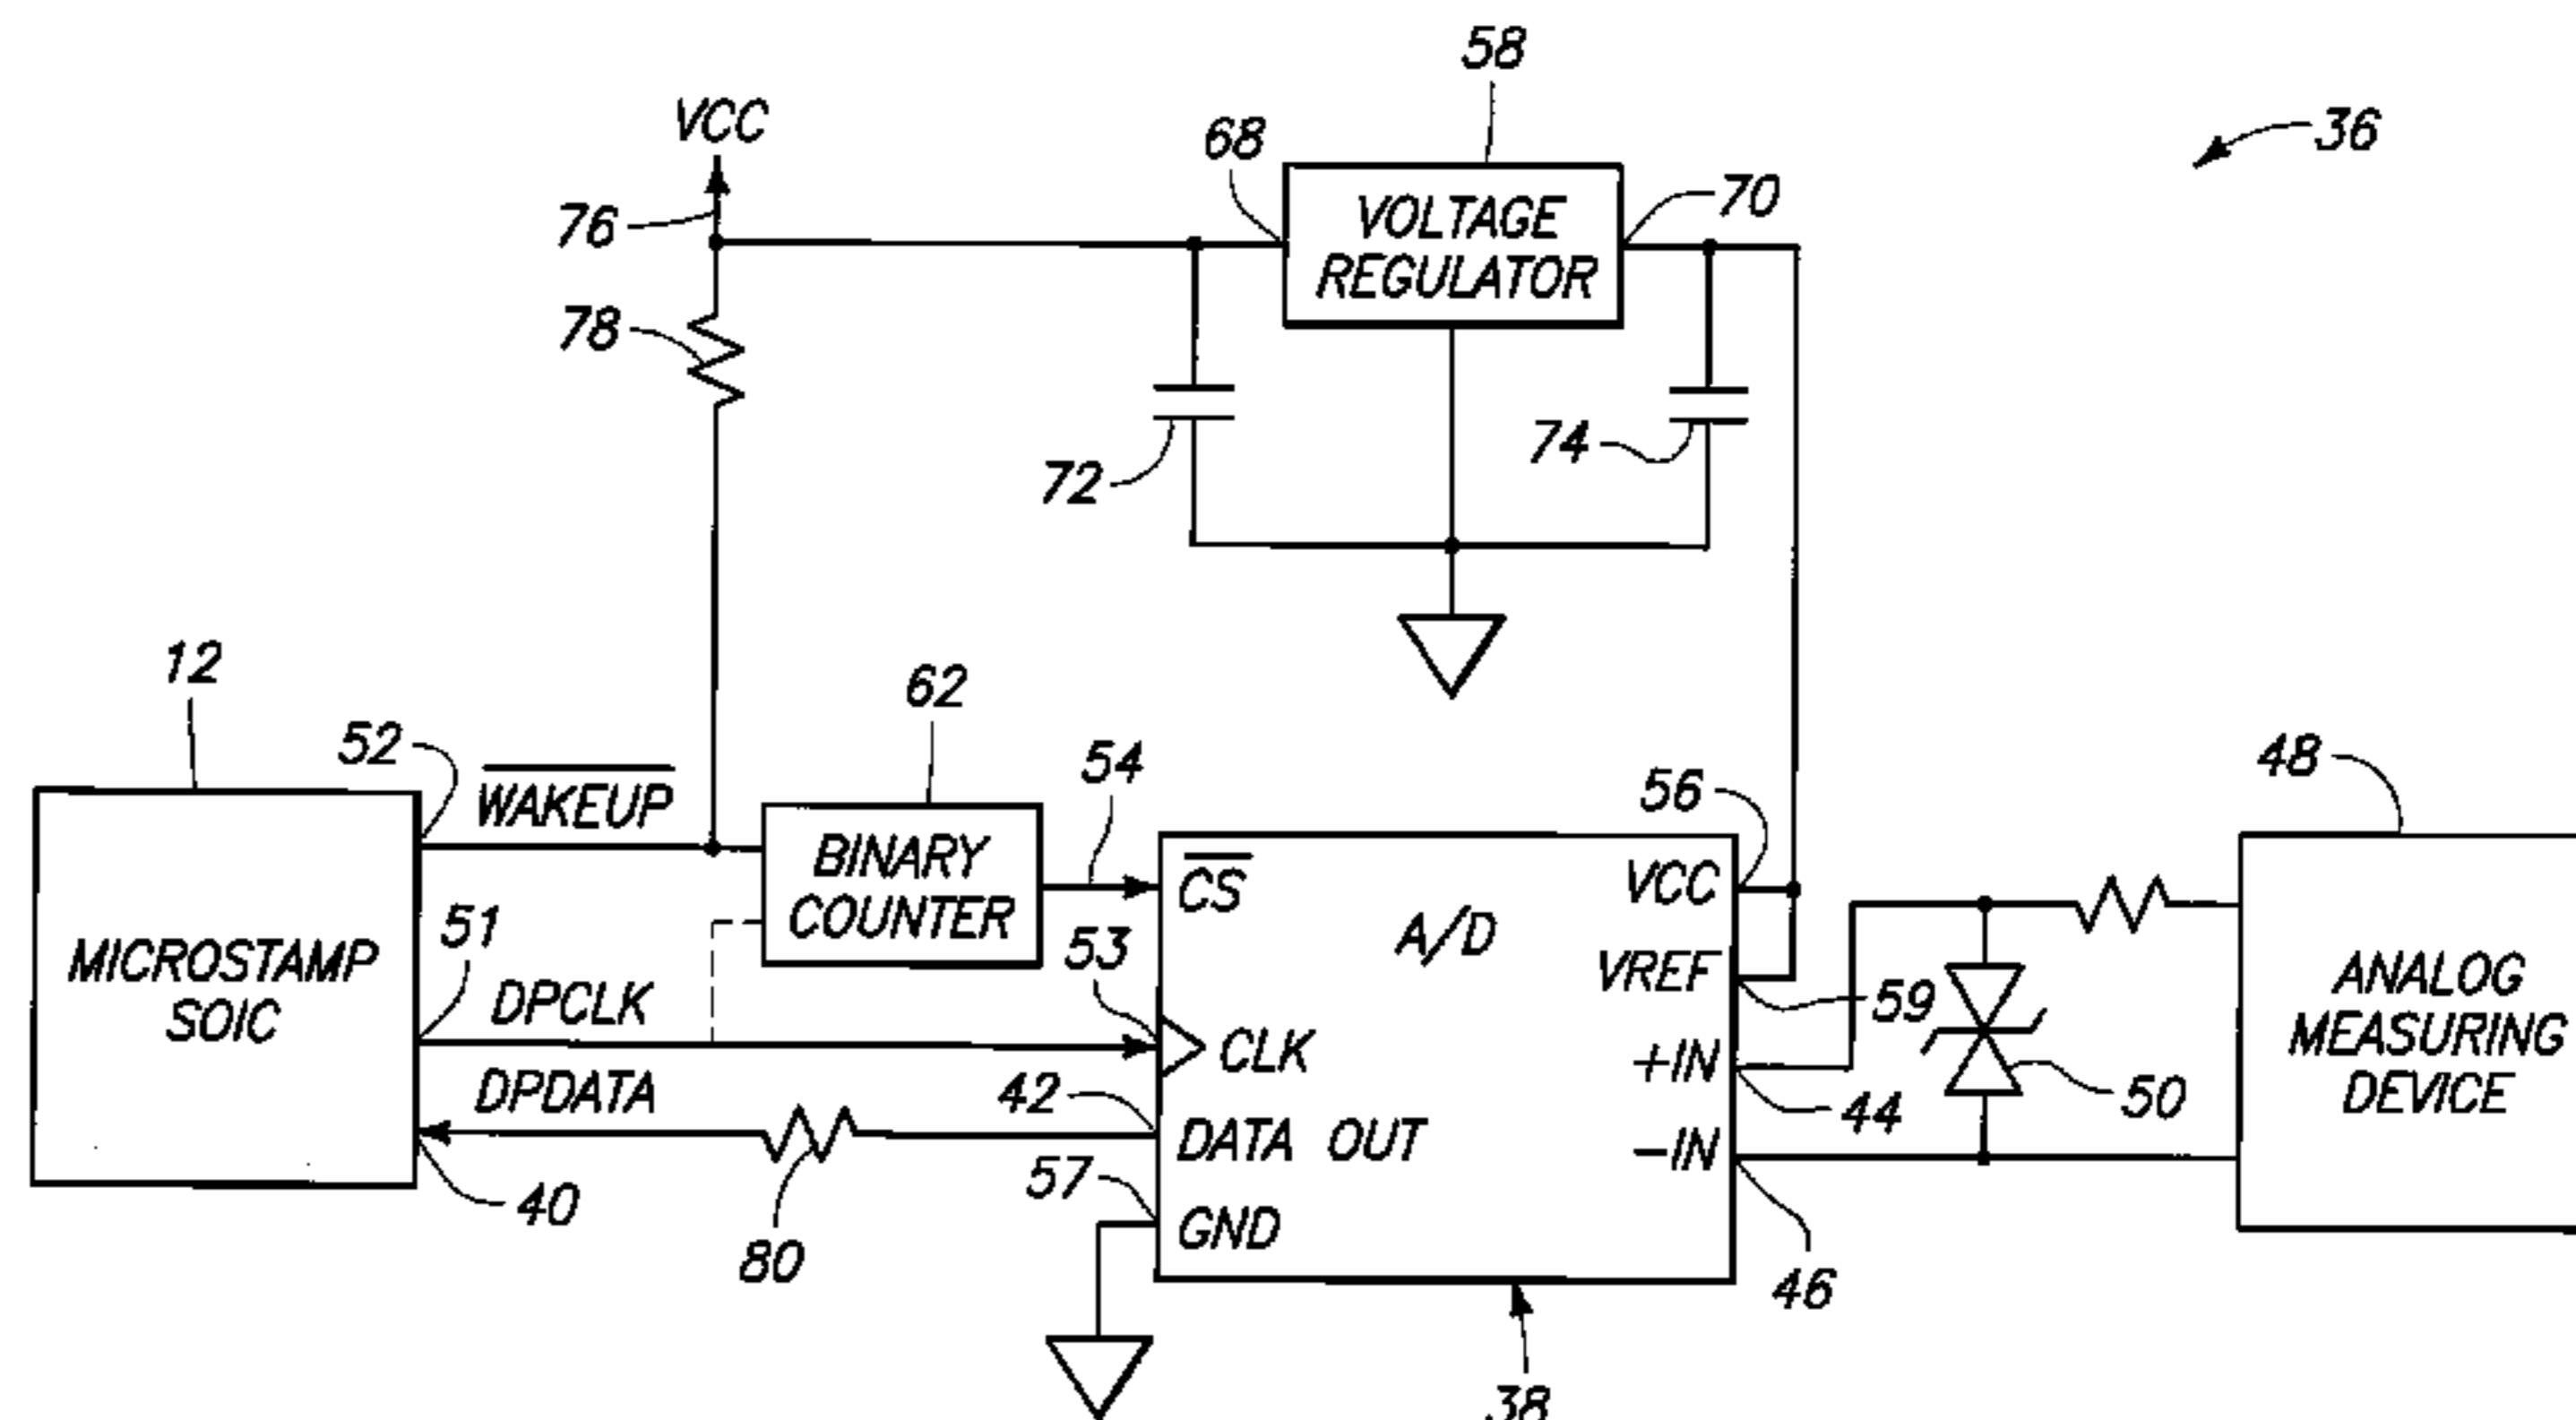 58
36
VCC
68
VOLTAGE
REGULATOR
70
76
78
72
74
12
62
52
WAKEUP
54
56
48
BINARY
COUNTER
CS
VCC
MICROSTAMP
SOIC
51
DPCLK
53
A/D
VREF
59
ANALOG
MEASURING
DEVICE
CLK
+IN
44
50
DPDATA
42
DATA OUT
-IN
40
57
GND
80
46
38